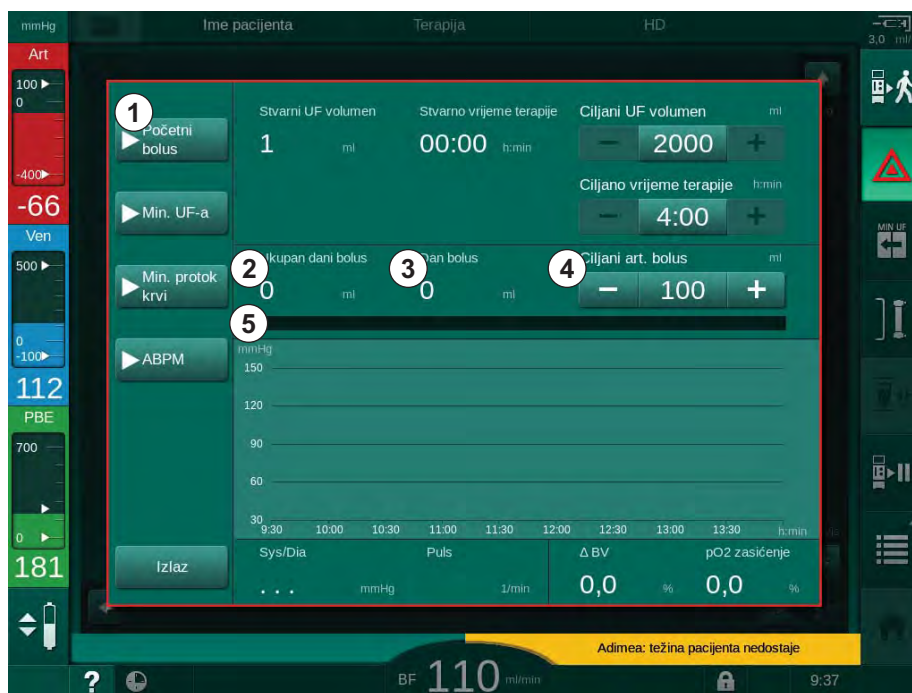 mmHg Ime pacijenta Terapija HD
3,0 ml/
Art
100
0
-400
-66
Ven
500
0
-100
112
PBE
700
0
181
1
Početni
bolus
Min. UF-a
Min. protok
krvi
ABPM
Izlaz
Stvarni UF volumen Stvarno vrijeme terapije Ciljani UF volumen ml
1 ml 00:00 h:min − 2000 +
Ciljano vrijeme terapije h:min
− 4:00 +
2 kupan dani bolus 3 Dan bolus 4 Ciljani art. bolus ml
0 ml 0 ml − 100 +
5
mmHg
150
120
90
60
30
9:30 10:00 10:30 11:00 11:30 12:00 12:30 13:00 13:30 h:min
Sys/Dia Puls Δ BV pO2 zasićenje
. . . mmHg 1/min 0,0 % 0,0 %
MIN UF
Adimea: težina pacijenta nedostaje
? BF 110 ml/min 9:37